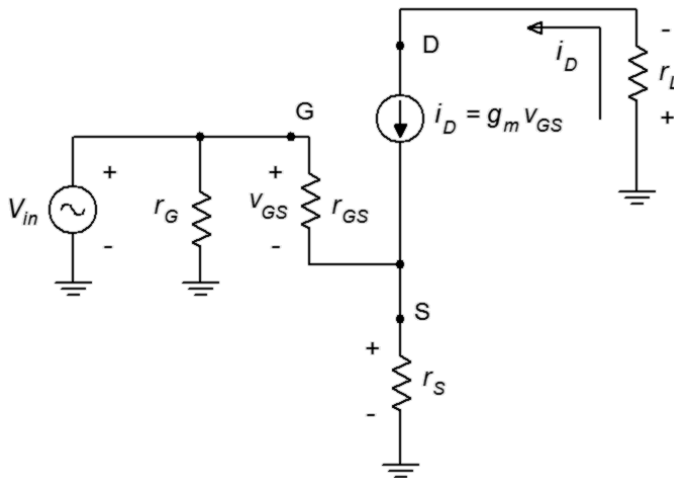 D
-
i_D
r_L
+
i_D = g_m v_GS
G
+
+
V_in
r_G
v_GS
r_GS
-
-
S
+
r_S
-